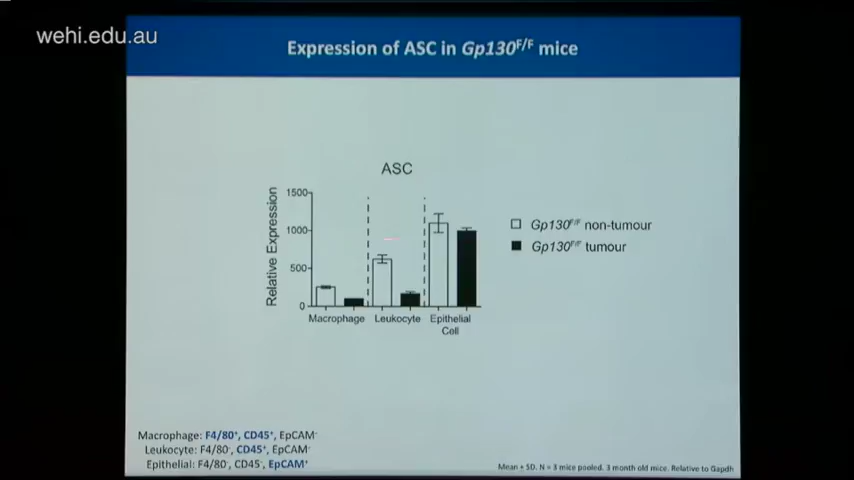 wehi.edu.au
Expression of ASC in Gp130F/F mice
ASC
1500
1000
500
0
Relative Expression
Macrophage
Leukocyte
Epithelial
Cell
Gp130F/F non-tumour
Gp130F/F tumour
Macrophage: F4/80+, CD45+, EpCAM-
Leukocyte: F4/80-, CD45+, EpCAM-
Epithelial: F4/80-, CD45-, EpCAM+
Mean + SD. N = 3 mice pooled. 3 month old mice. Relative to Gapdh